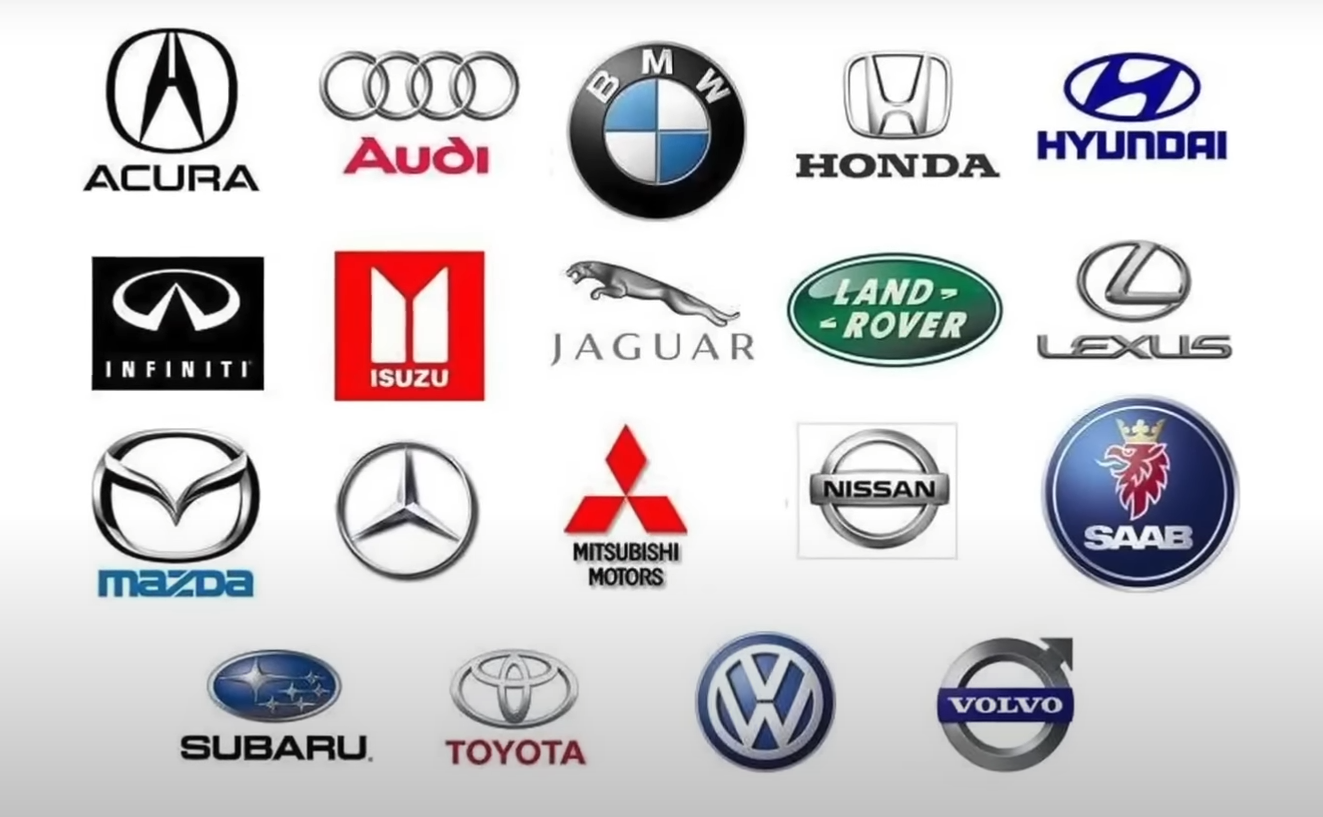 ACURA
Audi
BMW
HONDA
HYUNDAI
INFINITI
ISUZU
JAGUAR
LAND
ROVER
LEXUS
mazda
MITSUBISHI
MOTORS
NISSAN
SAAB
SUBARU
TOYOTA
VW
VOLVO